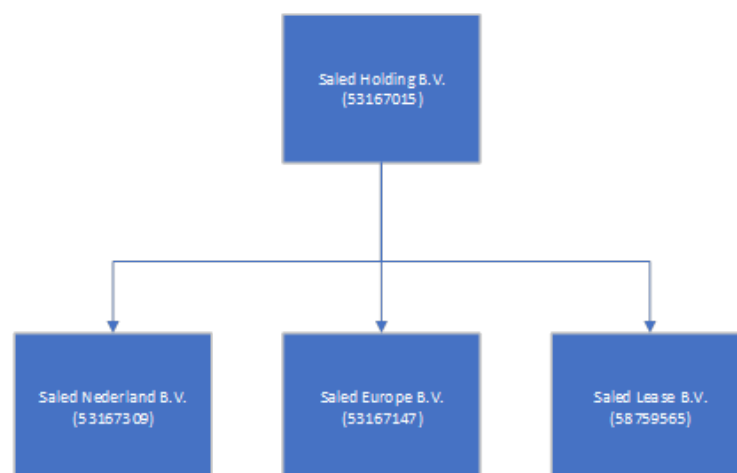 Saled Holding B.V.
(53167015)
Saled Nederland B.V.
(53167309)
Saled Europe B.V.
(53167147)
Saled Lease B.V.
(58759565)